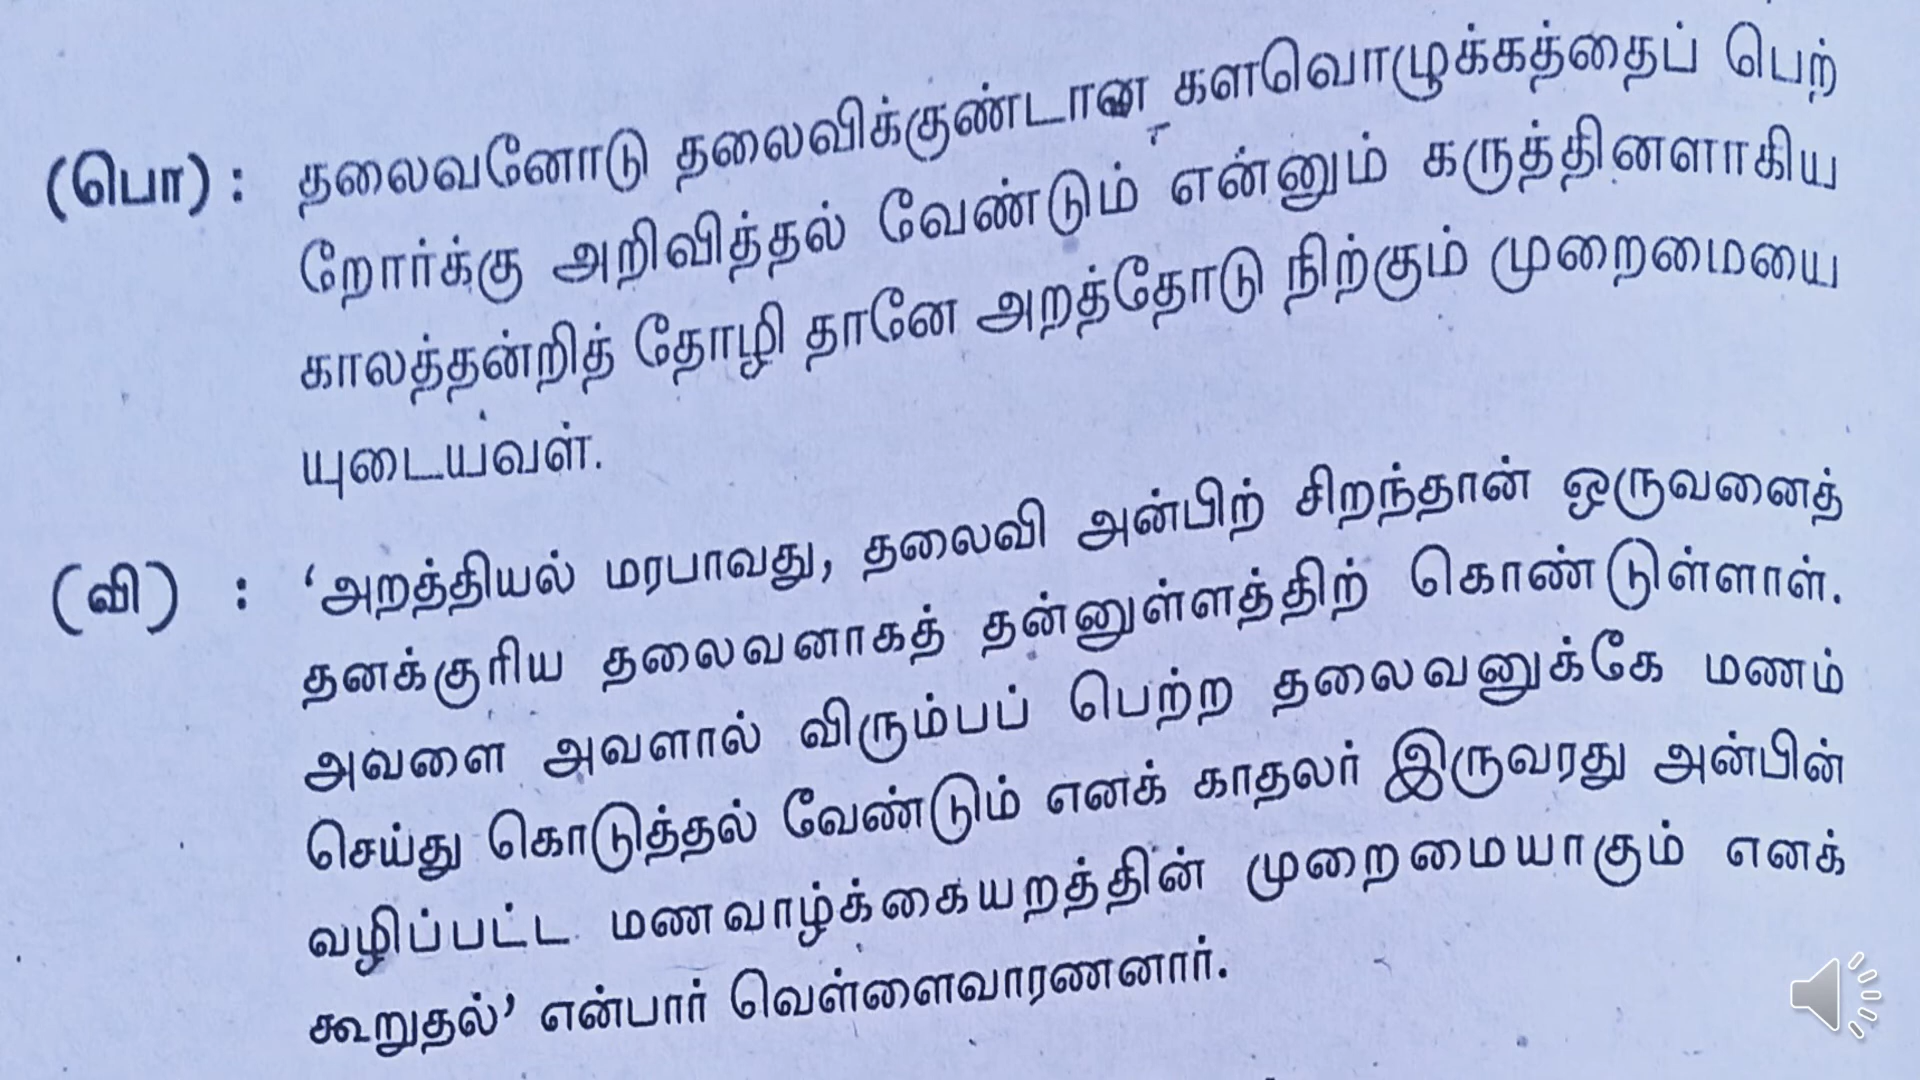 (பொ) : தலைவனோடு தலைவிக்குண்டான களவொழுக்கத்தைப் பெற்
றோர்க்கு அறிவித்தல் வேண்டும் என்னும் கருத்தினளாகிய
காலத்தன்றித் தோழி தானே அறத்தோடு நிற்கும் முறைமையை
யுடையவள்.
(வி) : 'அறத்தியல் மரபாவது, தலைவி அன்பிற் சிறந்தான் ஒருவனைத்
தனக்குரிய தலைவனாகத் தன்னுள்ளத்திற் கொண்டுள்ளாள்.
அவளை அவளால் விரும்பப் பெற்ற தலைவனுக்கே மணம்
செய்து கொடுத்தல் வேண்டும் எனக் காதலர் இருவரது அன்பின்
வழிப்பட்ட மணவாழ்க்கையறத்தின் முறைமையாகும் எனக்
கூறுதல்' என்பார் வெள்ளைவாரணனார்.